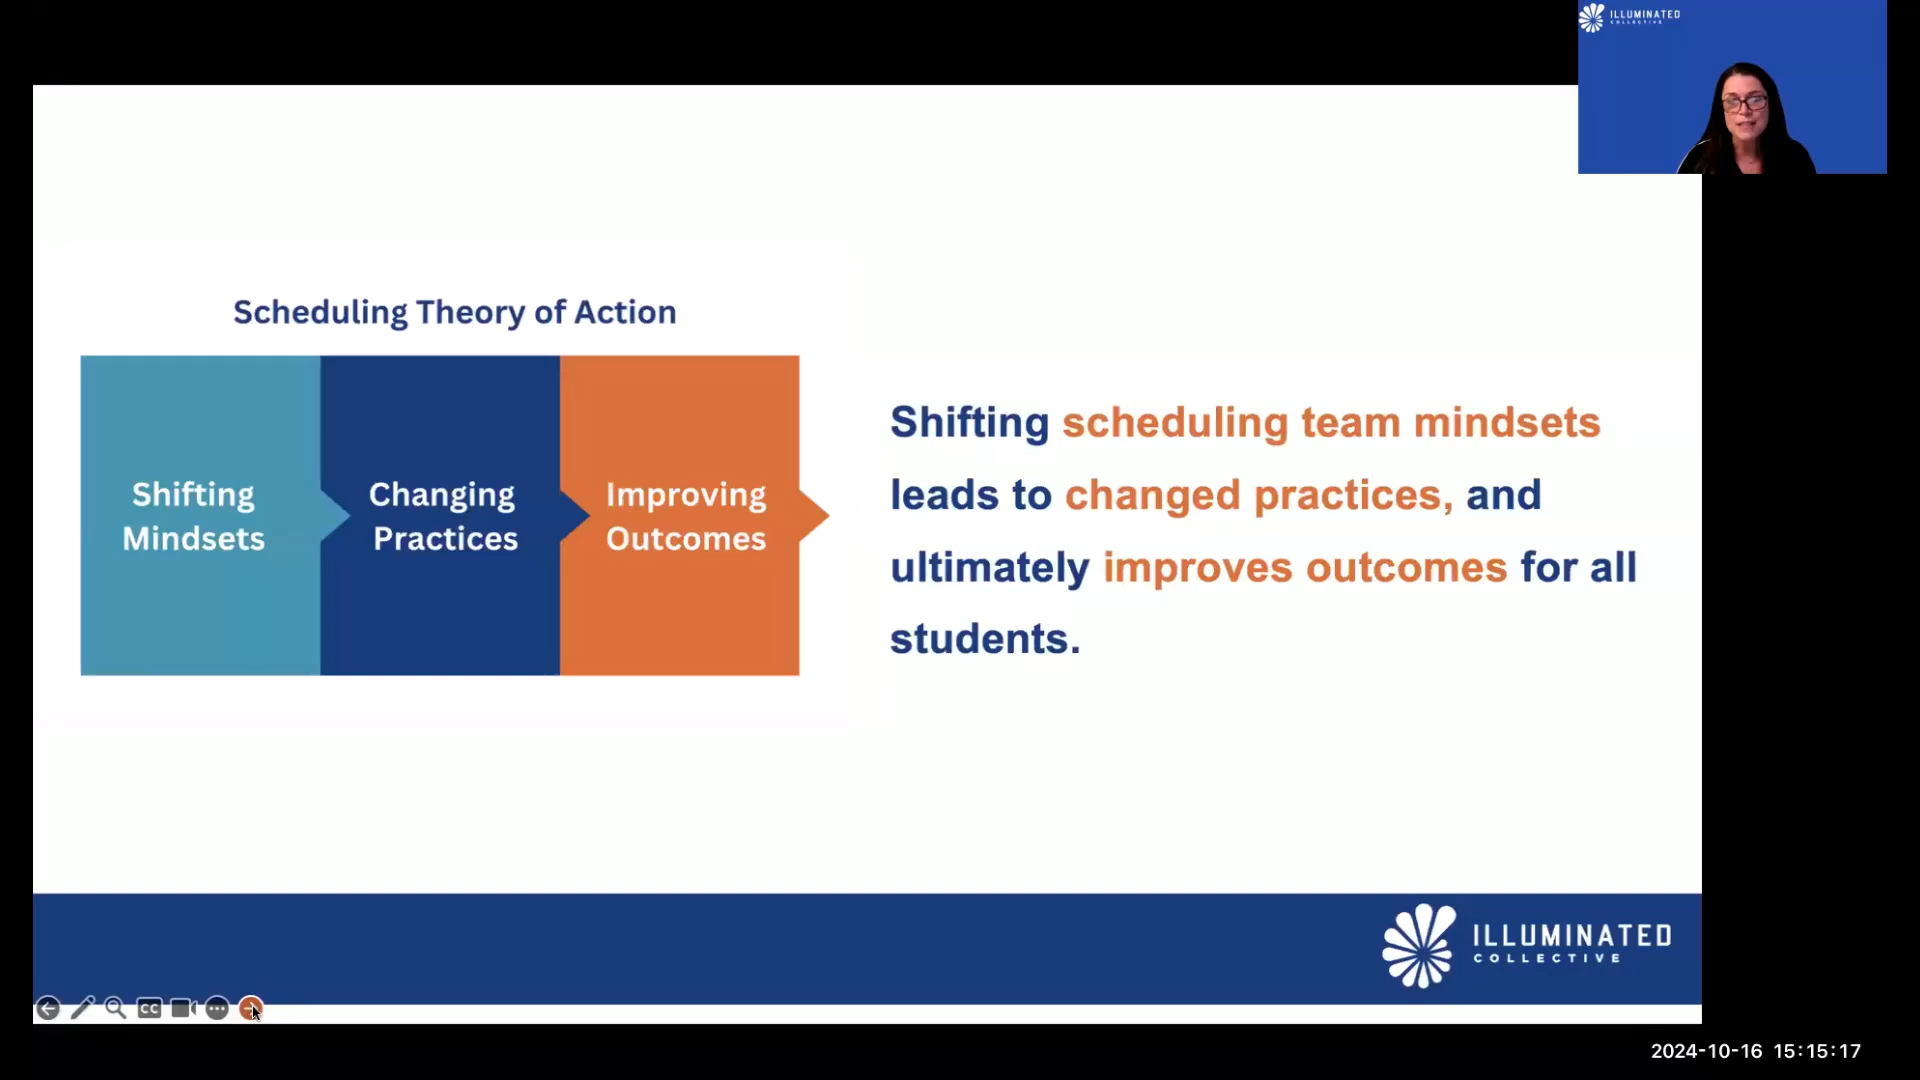 ILLUMINATED
COLLECTIVE
Scheduling Theory of Action
Shifting
Mindsets
Changing
Practices
Improving
Outcomes
Shifting scheduling team mindsets
leads to changed practices, and
ultimately improves outcomes for all
students.
ILLUMINATED
COLLECTIVE
CC
2024-10-16 15:15:17